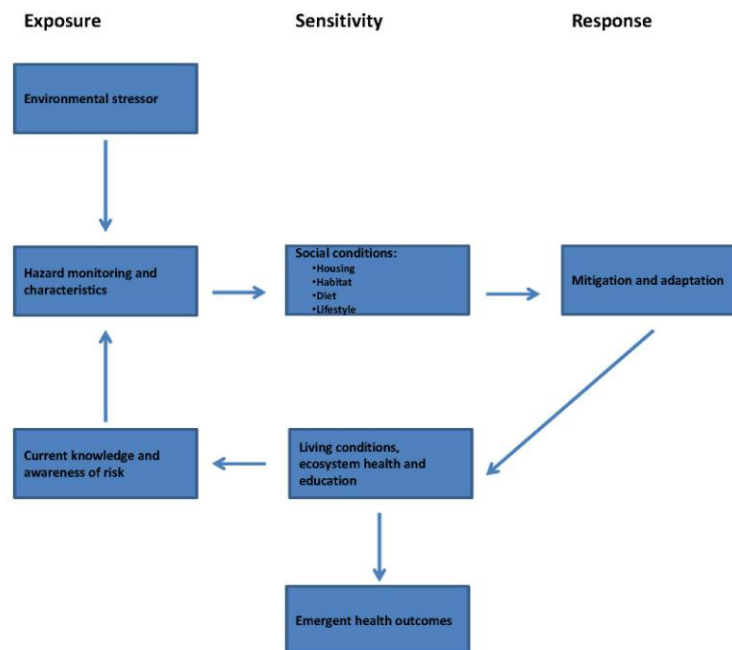 Exposure
Sensitivity
Response
Environmental stressor
Hazard monitoring and
characteristics
Social conditions:
•Housing
•Habitat
•Diet
•Lifestyle
Mitigation and adaptation
Current knowledge and
awareness of risk
Living conditions,
ecosystem health and
education
Emergent health outcomes